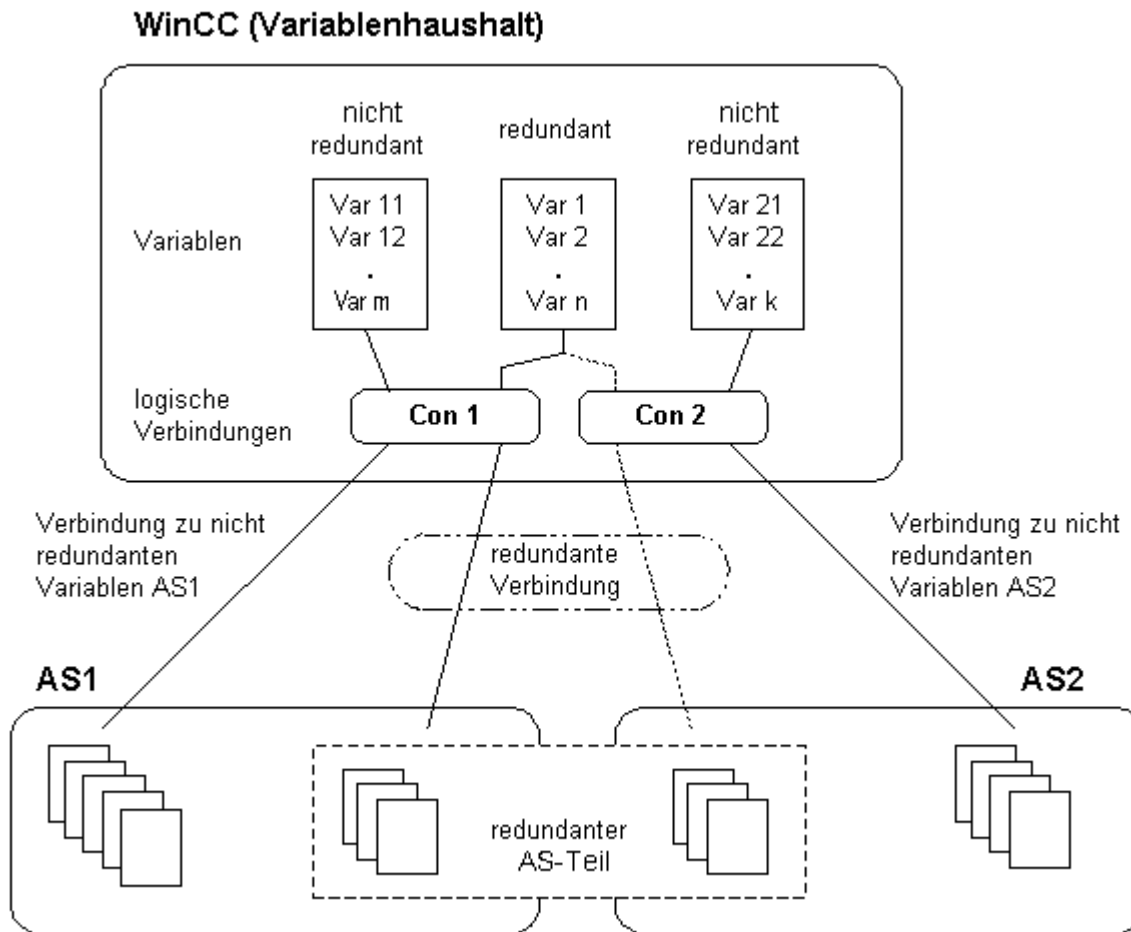 WinCC (Variablenhaushalt)
nicht
redundant
redundant
nicht
redundant
Variablen
Var 11
Var 12
.
Var m
Var 1
Var 2
.
Var n
Var 21
Var 22
.
Var k
logische
Verbindungen
Con 1
Con 2
Verbindung zu nicht
redundanten
Variablen AS1
redundante
Verbindung
Verbindung zu nicht
redundanten
Variablen AS2
AS1
AS2
redundanter
AS-Teil